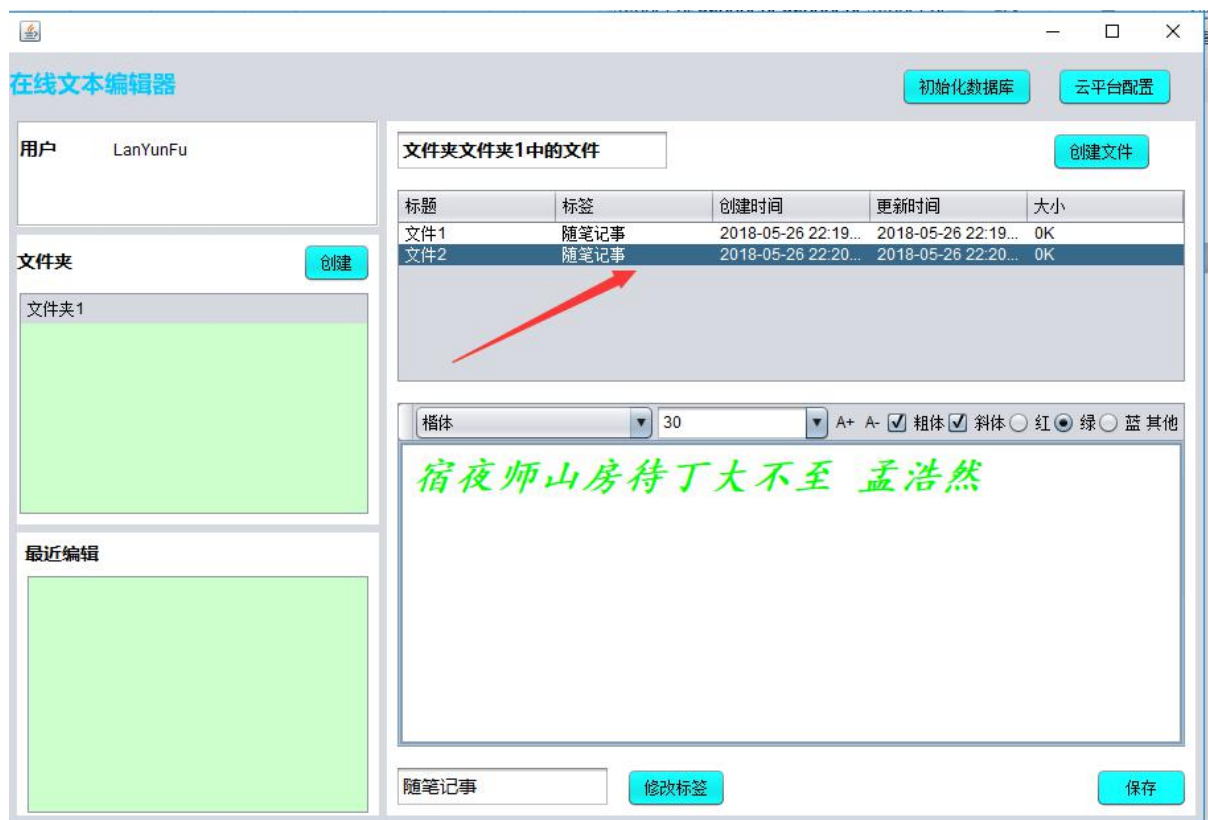 在线文本编辑器 初始化数据库 云平台配置
用户 LanYunFu
文件夹 创建
文件夹1
最近编辑
文件夹文件夹1中的文件 创建文件
标题 标签 创建时间 更新时间 大小
文件1 随笔记事 2018-05-26 22:19... 2018-05-26 22:19... 0K
文件2 随笔记事 2018-05-26 22:20... 2018-05-26 22:20... 0K
楷体 30 A+ A- 粗体 斜体 红 绿 蓝 其他
宿夜师山房待丁大不至 孟浩然
随笔记事 修改标签 保存